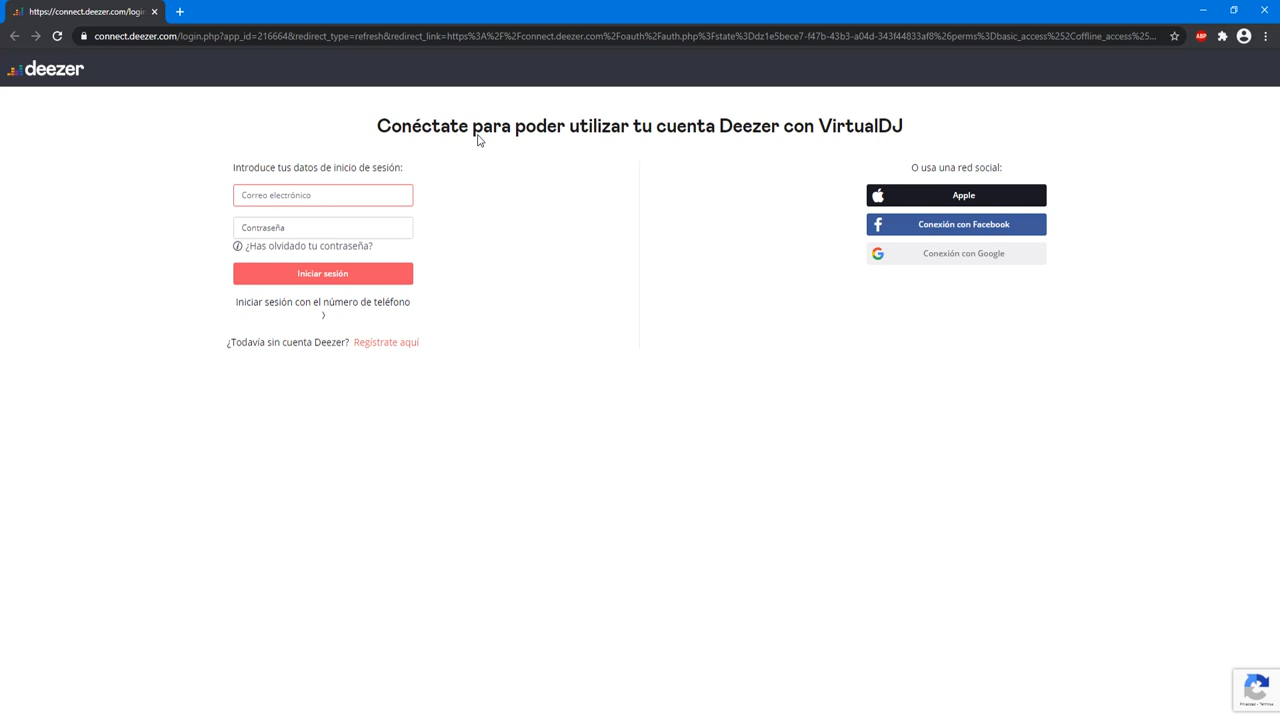 https://connect.deezer.com/login
connect.deezer.com/login.php?app_id=216664&redirect_type=refresh&redirect_link=https%3A%2F%2Fconnect.deezer.com%2Foauth%2Fauth.php%3Fstate%3Ddz1e5bece7-f47b-43b3-a04d-343f44833af8%26perms%3Dbasic_access%252Coffline_access%25...
ABP
deezer
Conéctate para poder utilizar tu cuenta Deezer con VirtualDJ
Introduce tus datos de inicio de sesión:
Correo electrónico
Contraseña
¿Has olvidado tu contraseña?
Iniciar sesión
Iniciar sesión con el número de teléfono
¿Todavía sin cuenta Deezer? Regístrate aquí
O usa una red social:
Apple
Conexión con Facebook
Conexión con Google
Privacidad - Términos